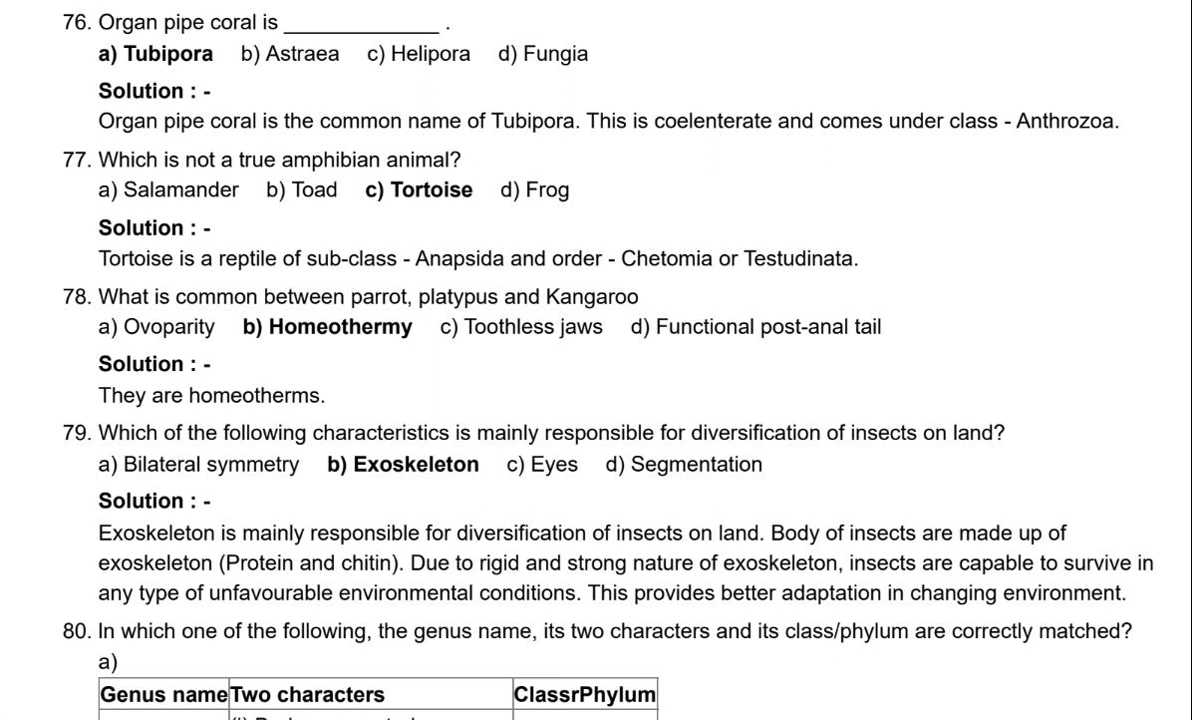 76. Organ pipe coral is ______________ .
a) Tubipora b) Astraea c) Helipora d) Fungia
Solution : -
Organ pipe coral is the common name of Tubipora. This is coelenterate and comes under class - Anthrozoa.
77. Which is not a true amphibian animal?
a) Salamander b) Toad c) Tortoise d) Frog
Solution : -
Tortoise is a reptile of sub-class - Anapsida and order - Chetomia or Testudinata.
78. What is common between parrot, platypus and Kangaroo
a) Ovoparity b) Homeothermy c) Toothless jaws d) Functional post-anal tail
Solution : -
They are homeotherms.
79. Which of the following characteristics is mainly responsible for diversification of insects on land?
a) Bilateral symmetry b) Exoskeleton c) Eyes d) Segmentation
Solution : -
Exoskeleton is mainly responsible for diversification of insects on land. Body of insects are made up of
exoskeleton (Protein and chitin). Due to rigid and strong nature of exoskeleton, insects are capable to survive in
any type of unfavourable environmental conditions. This provides better adaptation in changing environment.
80. In which one of the following, the genus name, its two characters and its class/phylum are correctly matched?
a)
Genus name Two characters ClassrPhylum